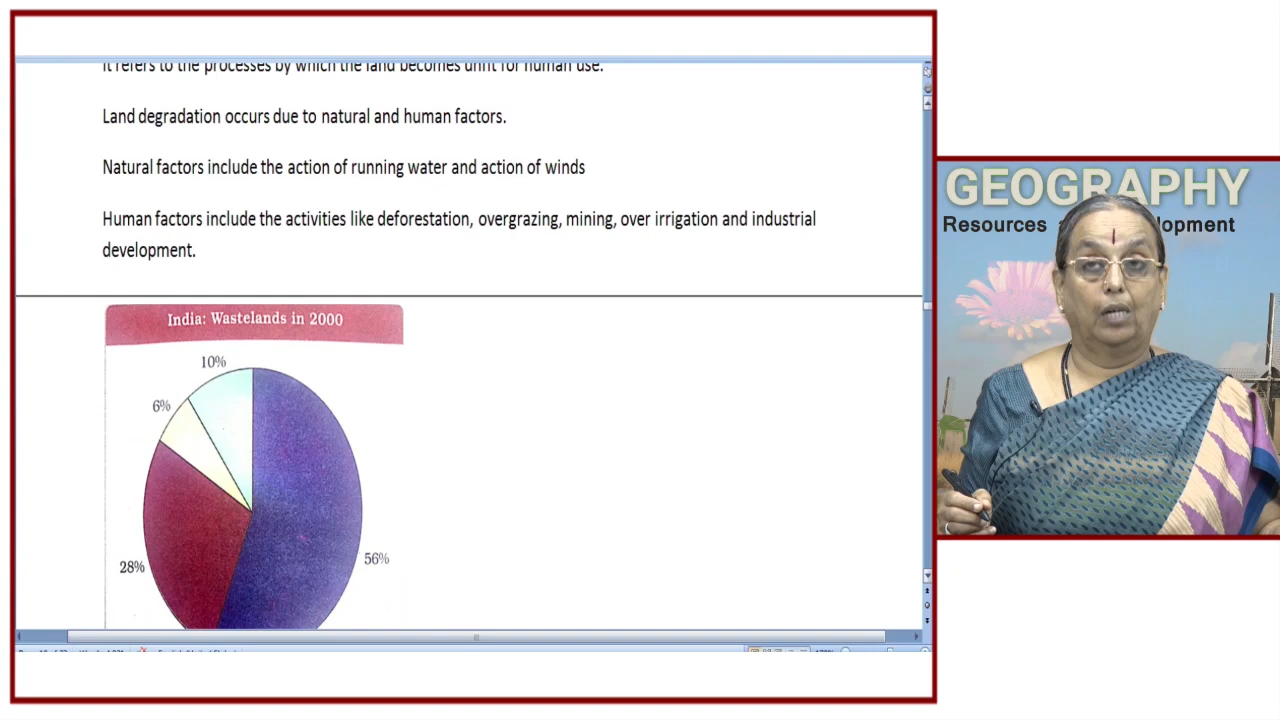 It refers to the processes by which the land becomes unfit for human use.
Land degradation occurs due to natural and human factors.
Natural factors include the action of running water and action of winds
Human factors include the activities like deforestation, overgrazing, mining, over irrigation and industrial
development.
India: Wastelands in 2000
10%
6%
28%
56%
GEOGRAPHY
Resources